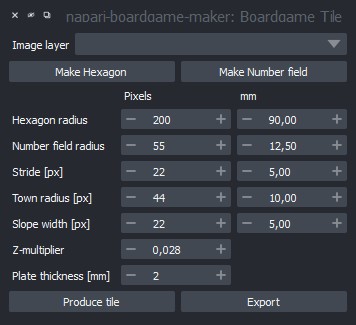 napari-boardgame-maker: Boardgame Tile
Image layer
Make Hexagon Make Number field
Pixels mm
Hexagon radius 200 90,00
Number field radius 55 12,50
Stride [px] 22 5,00
Town radius [px] 44 10,00
Slope width [px] 22 5,00
Z-multiplier 0,028
Plate thickness [mm] 2
Produce tile Export